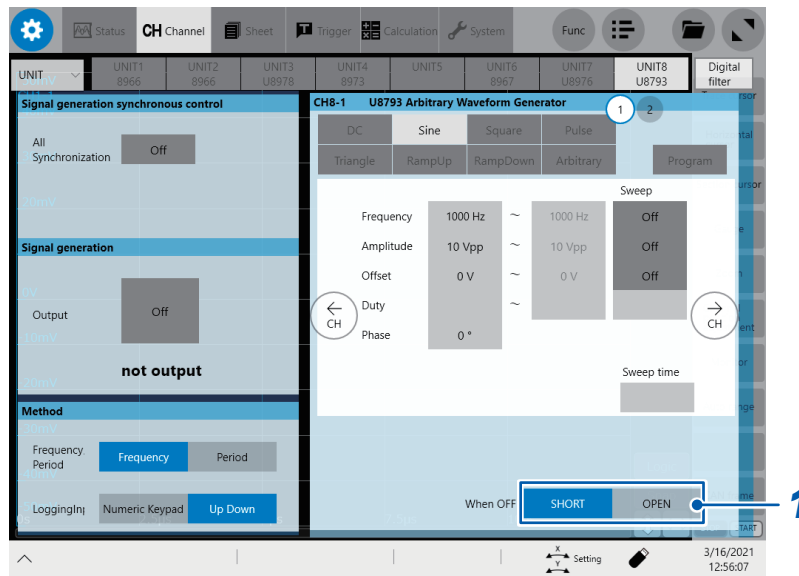 Status CH Channel Sheet Trigger Calculation System Func
UNIT UNIT1 8966 UNIT2 8966 UNIT3 U8978 UNIT4 8973 UNIT5 UNIT6 8967 UNIT7 U8976 UNIT8 U8793 Digital filter
Signal generation synchronous control
All Synchronization Off
Signal generation
Output Off
not output
Method
Frequency. Period Frequency Period
LoggingInp Numeric Keypad Up Down
CH8-1 U8793 Arbitrary Waveform Generator 1 2
DC Sine Square Pulse
Triangle RampUp RampDown Arbitrary Program
Sweep
Frequency 1000 Hz ~ 1000 Hz Off
Amplitude 10 Vpp ~ 10 Vpp Off
Offset 0 V ~ 0 V Off
Duty ~
Phase 0 °
← CH
→ CH
Sweep time
When OFF SHORT OPEN
1
X Y Setting
3/16/2021
12:56:07